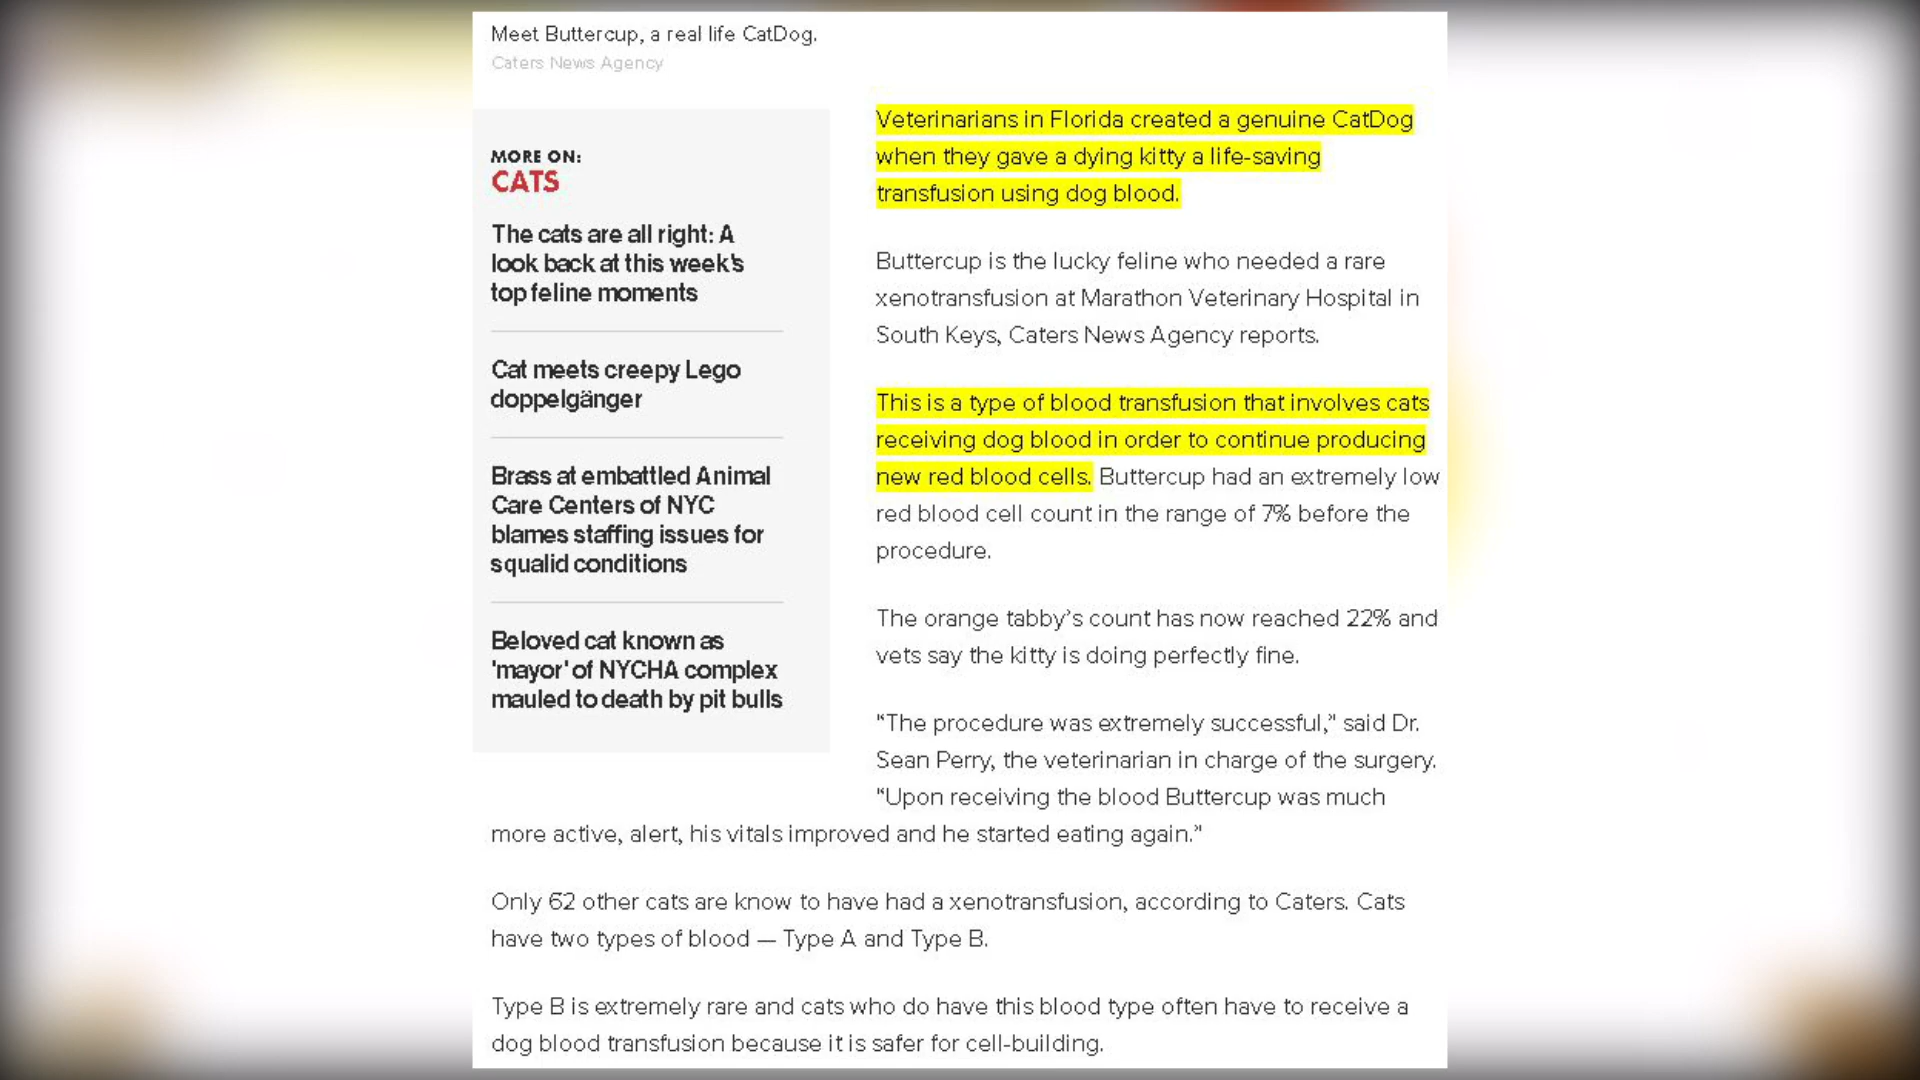 Meet Buttercup, a real life CatDog.
Caters News Agency
MORE ON:
CATS
The cats are all right: A
look back at this week's
top feline moments
Cat meets creepy Lego
doppelgänger
Brass at embattled Animal
Care Centers of NYC
blames staffing issues for
squalid conditions
Beloved cat known as
'mayor' of NYCHA complex
mauled to death by pit bulls
Veterinarians in Florida created a genuine CatDog
when they gave a dying kitty a life-saving
transfusion using dog blood.
Buttercup is the lucky feline who needed a rare
xenotransfusion at Marathon Veterinary Hospital in
South Keys, Caters News Agency reports.
This is a type of blood transfusion that involves cats
receiving dog blood in order to continue producing
new red blood cells. Buttercup had an extremely low
red blood cell count in the range of 7% before the
procedure.
The orange tabby’s count has now reached 22% and
vets say the kitty is doing perfectly fine.
“The procedure was extremely successful,” said Dr.
Sean Perry, the veterinarian in charge of the surgery.
“Upon receiving the blood Buttercup was much
more active, alert, his vitals improved and he started eating again.”
Only 62 other cats are know to have had a xenotransfusion, according to Caters. Cats
have two types of blood — Type A and Type B.
Type B is extremely rare and cats who do have this blood type often have to receive a
dog blood transfusion because it is safer for cell-building.